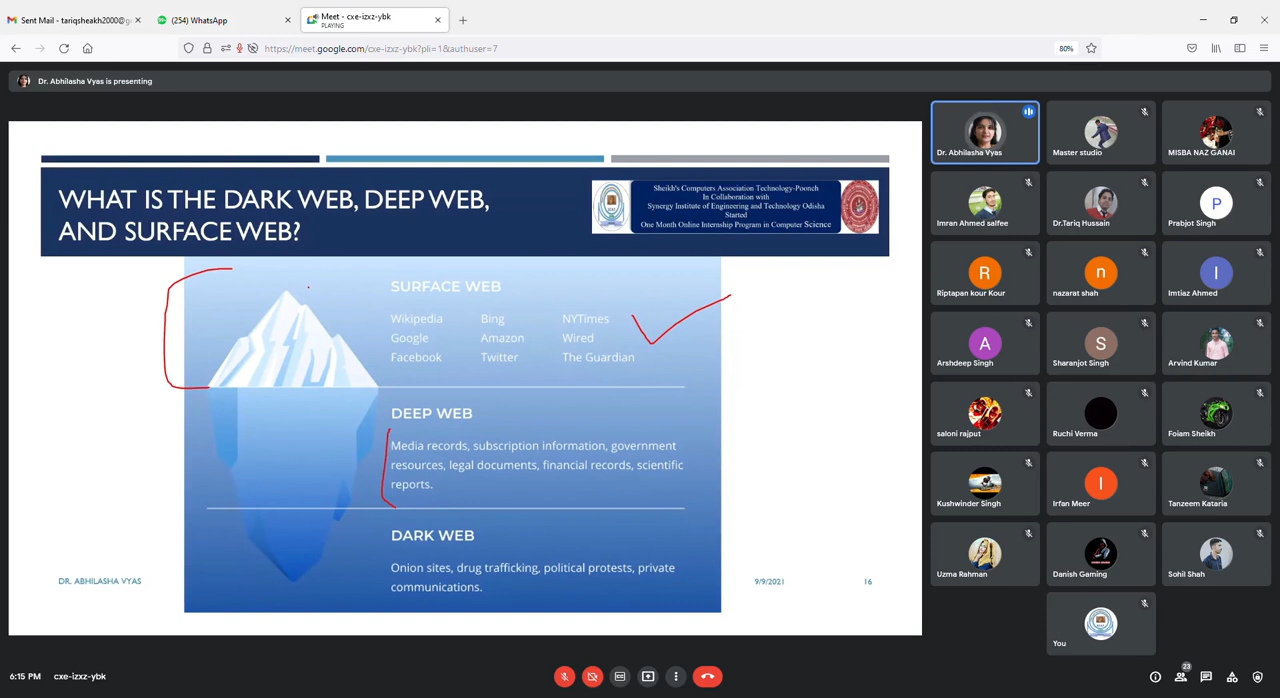 Sent Mail - tariqsheakh2000@g
(254) WhatsApp
Meet - cxe-izxz-ybk
PLAYING
https://meet.google.com/cxe-izxz-ybk?pli=1&authuser=7
80%
Dr. Abhilasha Vyas is presenting
WHAT IS THE DARK WEB, DEEP WEB,
AND SURFACE WEB?
Sheikh's Computers Association Technology-Poonch
In Collaboration with
Synergy Institute of Engineering and Technology Odisha
Started
One Month Online Internship Program in Computer Science
SURFACE WEB
Wikipedia Bing NYTimes
Google Amazon Wired
Facebook Twitter The Guardian
DEEP WEB
Media records, subscription information, government
resources, legal documents, financial records, scientific
reports.
DARK WEB
Onion sites, drug trafficking, political protests, private
communications.
DR. ABHILASHA VYAS 9/9/2021 16
Dr. Abhilasha Vyas Master studio MISBA NAZ GANAI
Imran Ahmed salfee Dr.Tariq Hussain P Prabjot Singh
R Riptapan kour Kour n nazarat shah I Imtiaz Ahmed
A Arshdeep Singh S Sharanjot Singh Arvind Kumar
saloni rajput Ruchi Verma Foiam Sheikh
Kushwinder Singh I Irfan Meer Tanzeem Kataria
Uzma Rahman Danish Gaming Sohil Shah
You
6:15 PM cxe-izxz-ybk
23